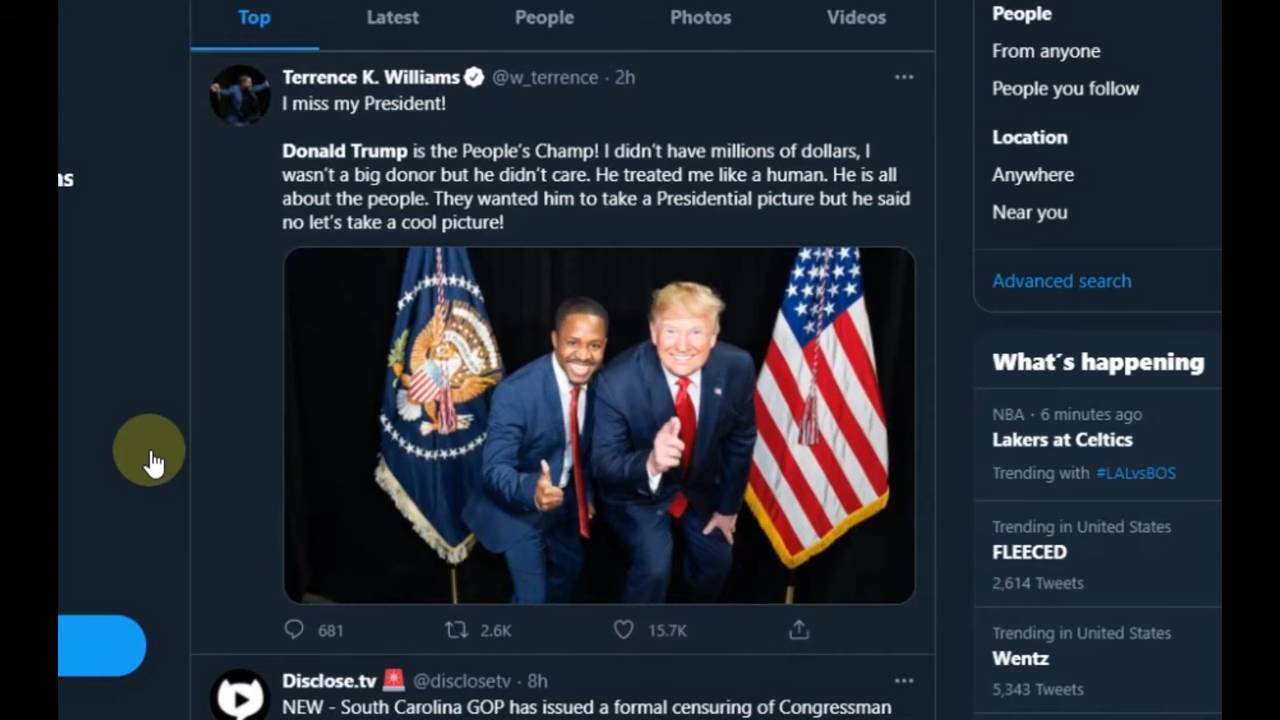 Top Latest People Photos Videos
Terrence K. Williams @w_terrence · 2h
I miss my President!
Donald Trump is the People's Champ! I didn't have millions of dollars, I
wasn't a big donor but he didn't care. He treated me like a human. He is all
about the people. They wanted him to take a Presidential picture but he said
no let's take a cool picture!
681 2.6K 15.7K
Disclose.tv 🚨 @disclosetv · 8h
NEW - South Carolina GOP has issued a formal censuring of Congressman
People
From anyone
People you follow
Location
Anywhere
Near you
Advanced search
What´s happening
NBA · 6 minutes ago
Lakers at Celtics
Trending with #LALvsBOS
Trending in United States
FLEECED
2,614 Tweets
Trending in United States
Wentz
5,343 Tweets